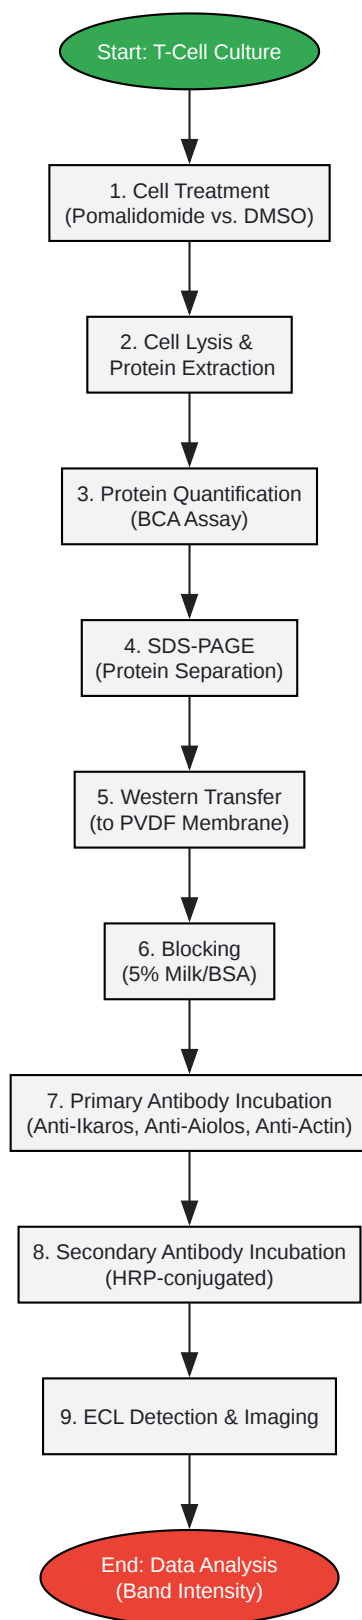 Start: T-Cell Culture
1. Cell Treatment
(Pomalidomide vs. DMSO)
2. Cell Lysis &
Protein Extraction
3. Protein Quantification
(BCA Assay)
4. SDS-PAGE
(Protein Separation)
5. Western Transfer
(to PVDF Membrane)
6. Blocking
(5% Milk/BSA)
7. Primary Antibody Incubation
(Anti-Ikaros, Anti-Aiolos, Anti-Actin)
8. Secondary Antibody Incubation
(HRP-conjugated)
9. ECL Detection & Imaging
End: Data Analysis
(Band Intensity)